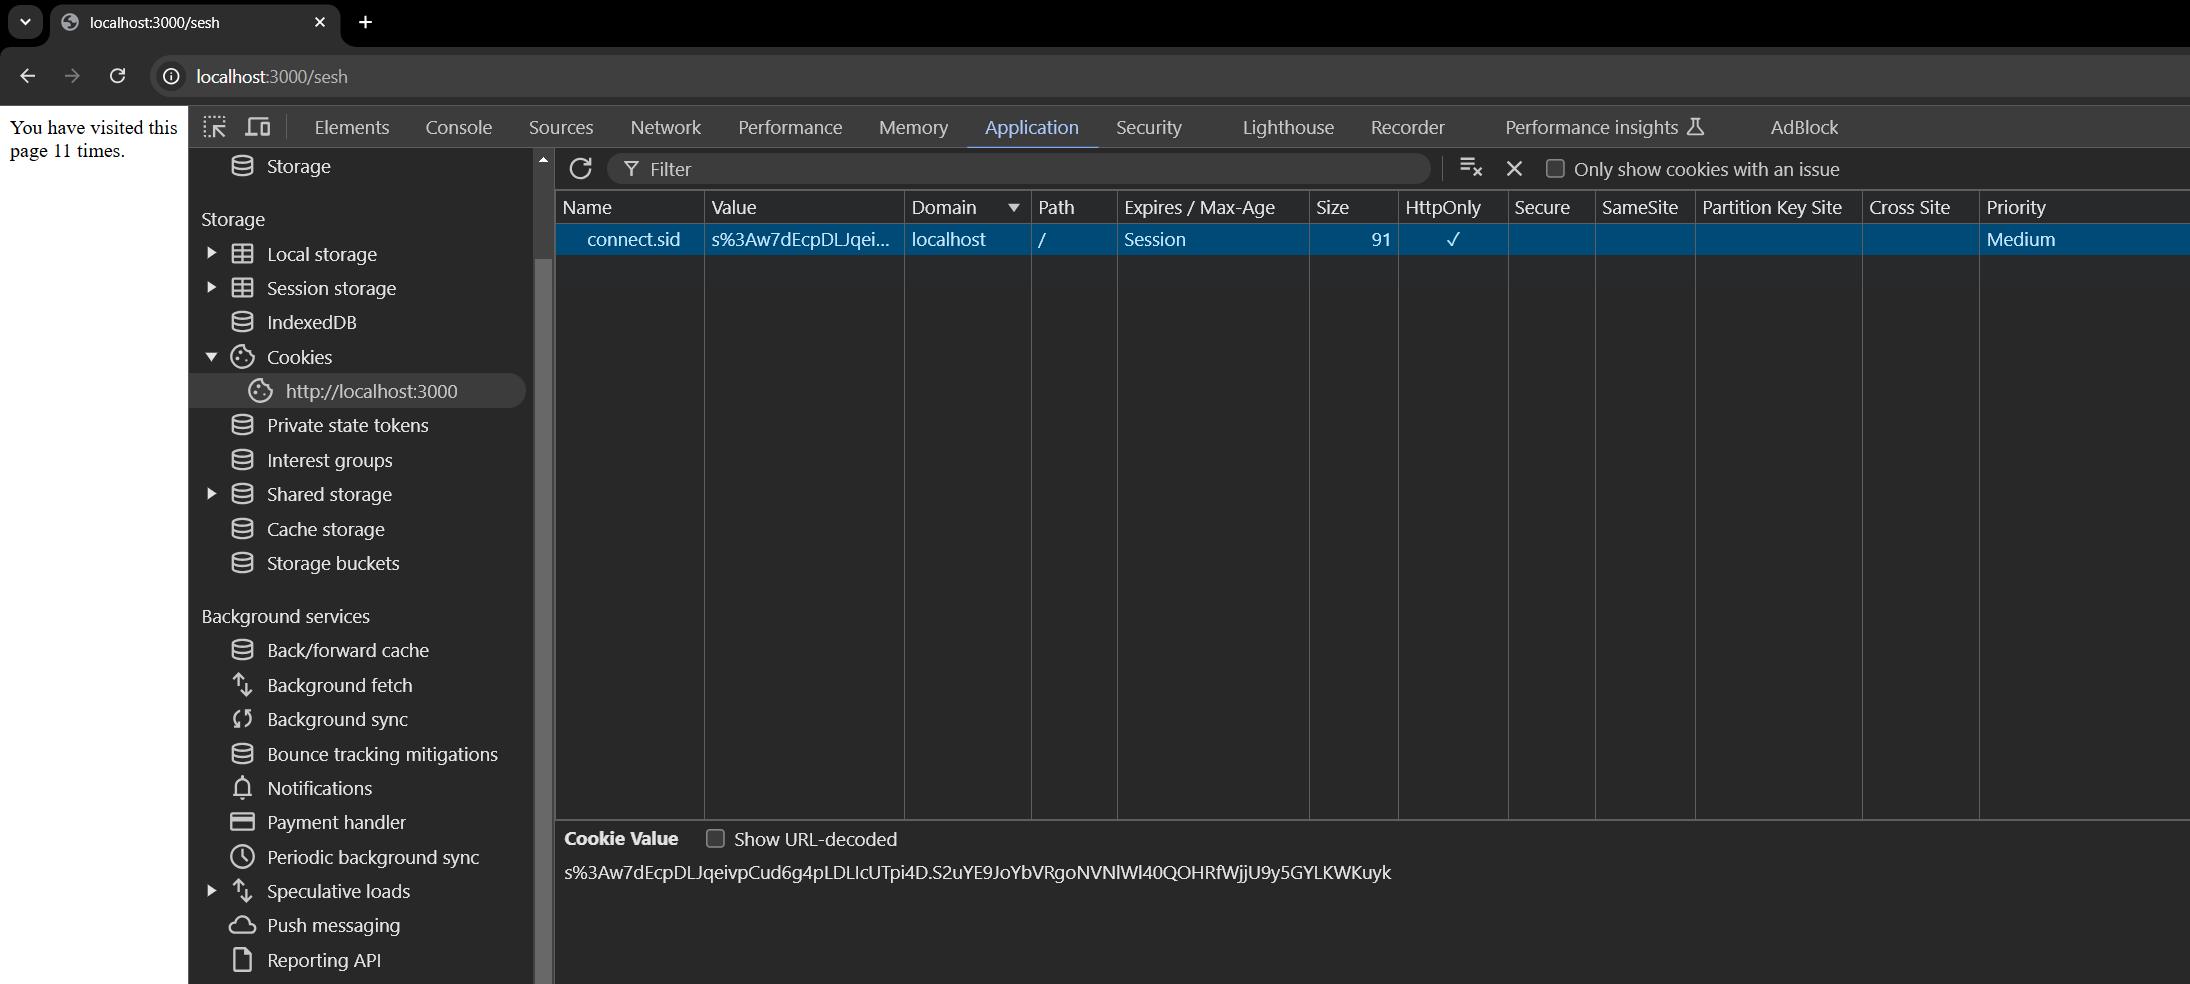 localhost:3000/sesh
localhost:3000/sesh
You have visited this
page 11 times.
Elements Console Sources Network Performance Memory Application Security Lighthouse Recorder Performance insights AdBlock
Storage
Storage
Local storage
Session storage
IndexedDB
Cookies
http://localhost:3000
Private state tokens
Interest groups
Shared storage
Cache storage
Storage buckets
Background services
Back/forward cache
Background fetch
Background sync
Bounce tracking mitigations
Notifications
Payment handler
Periodic background sync
Speculative loads
Push messaging
Reporting API
Filter Only show cookies with an issue
Name Value Domain Path Expires / Max-Age Size HttpOnly Secure SameSite Partition Key Site Cross Site Priority
connect.sid s%3Aw7dEcpDLJqei... localhost / Session 91 ✓ Medium
Cookie Value Show URL-decoded
s%3Aw7dEcpDLJqeivpCud6g4pLDLIcUTpi4D.S2uYE9JoYbVRgoNVNlWl40QOHRfWjjU9y5GYLKWKuyk